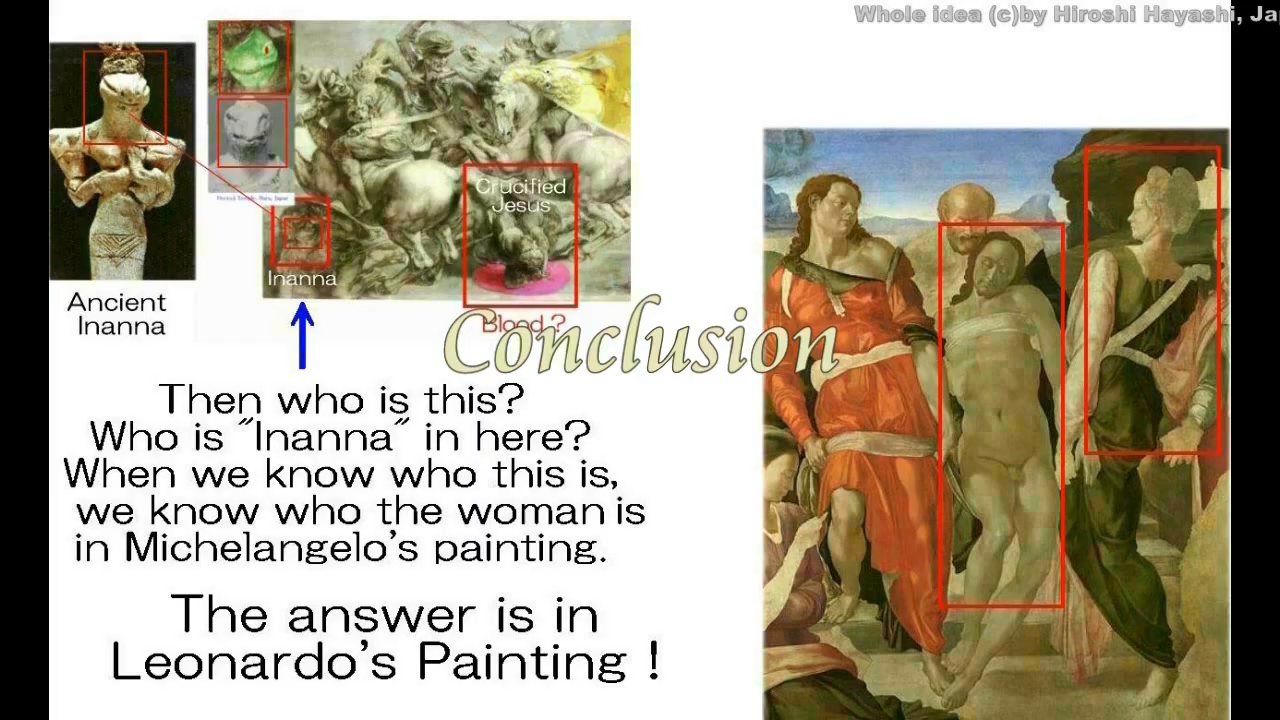 Whole idea (c)by Hiroshi Hayashi, Ja
Crucified
Jesus
Inanna
Ancient
Inanna
Blood ?
Conclusion
Then who is this?
Who is "Inanna" in here?
When we know who this is,
we know who the woman is
in Michelangelo's painting.
The answer is in
Leonardo's Painting !